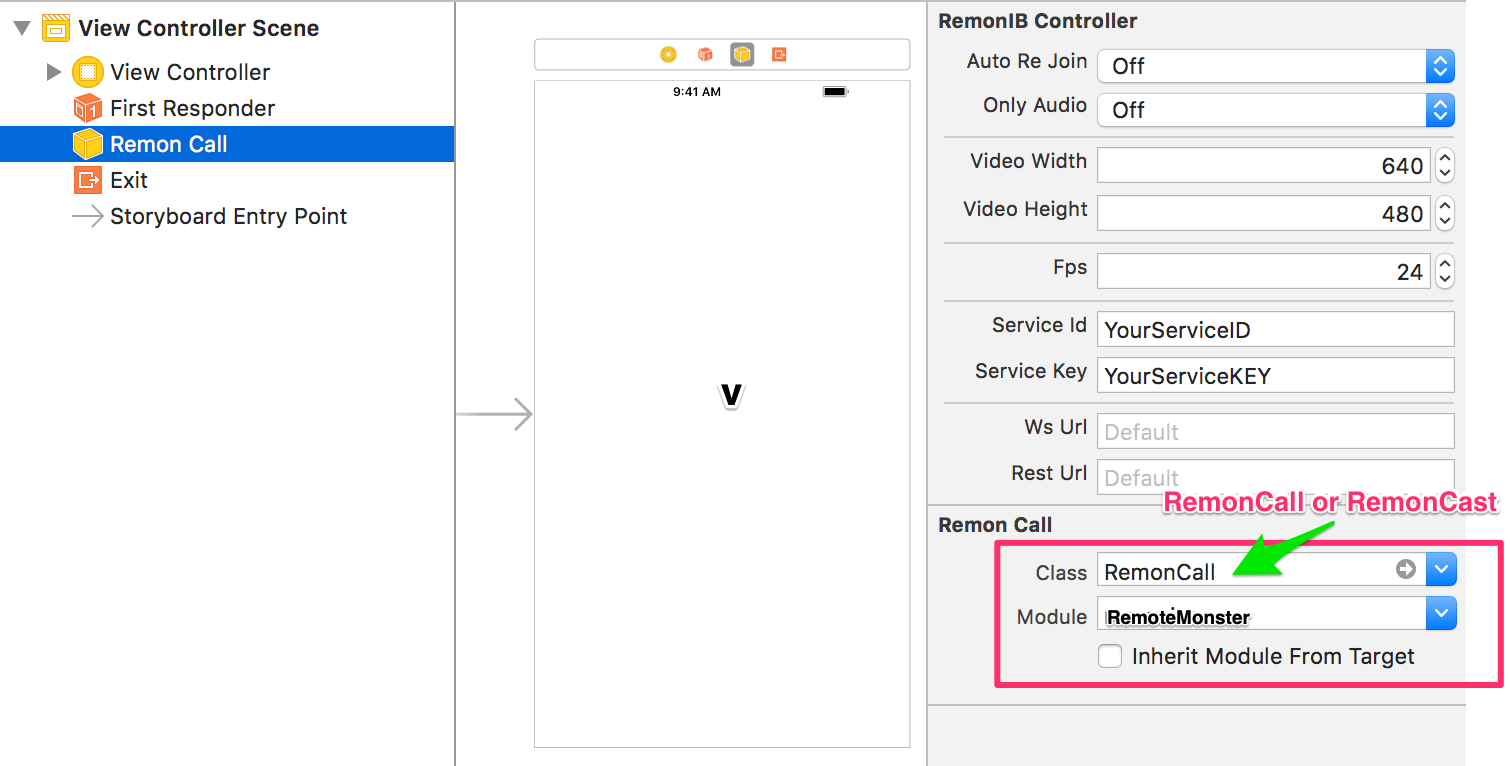 View Controller Scene
View Controller
First Responder
Remon Call
Exit
Storyboard Entry Point
9:41 AM
V
RemonIB Controller
Auto Re Join Off
Only Audio Off
Video Width 640
Video Height 480
Fps 24
Service Id YourServiceID
Service Key YourServiceKEY
Ws Url Default
Rest Url Default
RemonCall or RemonCast
Remon Call
Class RemonCall
Module RemoteMonster
Inherit Module From Target